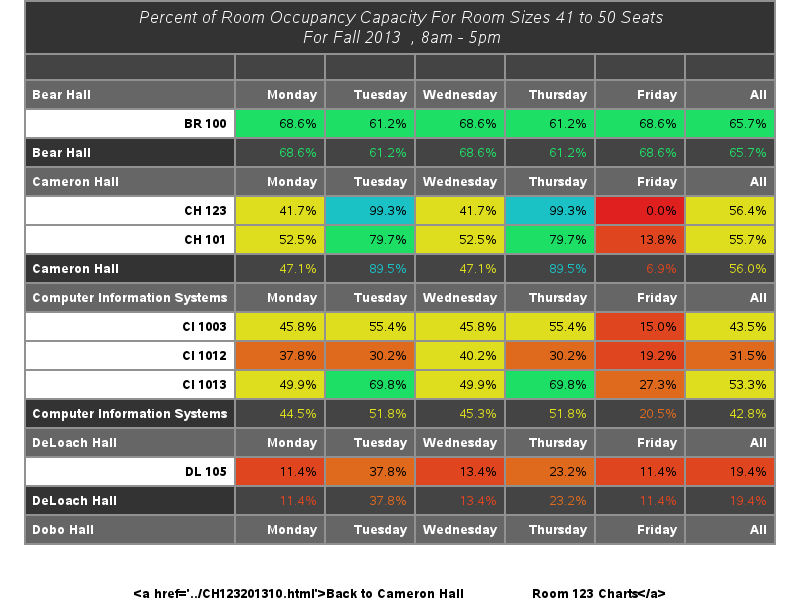 Percent of Room Occupancy Capacity For Room Sizes 41 to 50 Seats
For Fall 2013 , 8am - 5pm
Bear Hall Monday Tuesday Wednesday Thursday Friday All
BR 100 68.6% 61.2% 68.6% 61.2% 68.6% 65.7%
Bear Hall 68.6% 61.2% 68.6% 61.2% 68.6% 65.7%
Cameron Hall Monday Tuesday Wednesday Thursday Friday All
CH 123 41.7% 99.3% 41.7% 99.3% 0.0% 56.4%
CH 101 52.5% 79.7% 52.5% 79.7% 13.8% 55.7%
Cameron Hall 47.1% 89.5% 47.1% 89.5% 6.9% 56.0%
Computer Information Systems Monday Tuesday Wednesday Thursday Friday All
CI 1003 45.8% 55.4% 45.8% 55.4% 15.0% 43.5%
CI 1012 37.8% 30.2% 40.2% 30.2% 19.2% 31.5%
CI 1013 49.9% 69.8% 49.9% 69.8% 27.3% 53.3%
Computer Information Systems 44.5% 51.8% 45.3% 51.8% 20.5% 42.8%
DeLoach Hall Monday Tuesday Wednesday Thursday Friday All
DL 105 11.4% 37.8% 13.4% 23.2% 11.4% 19.4%
DeLoach Hall 11.4% 37.8% 13.4% 23.2% 11.4% 19.4%
Dobo Hall Monday Tuesday Wednesday Thursday Friday All
<a href='../CH123201310.html'>Back to Cameron Hall Room 123 Charts</a>